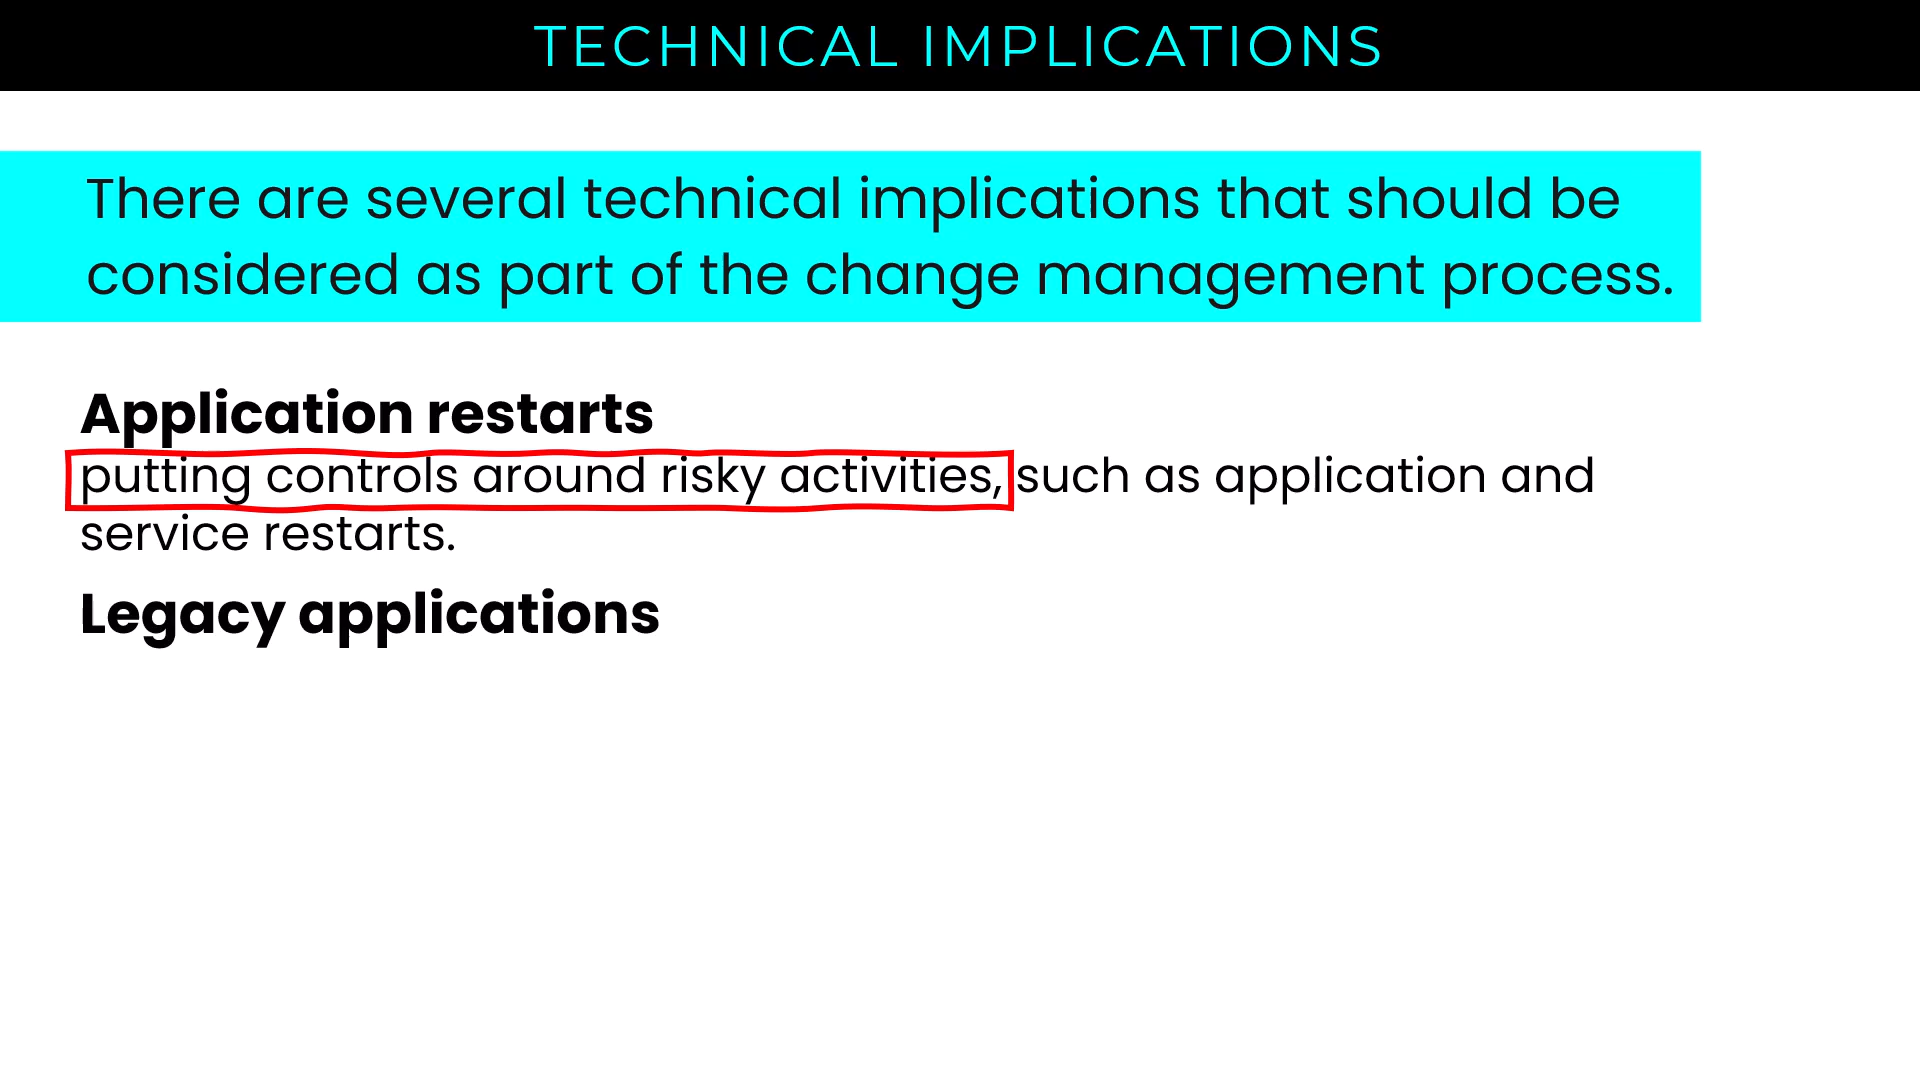 TECHNICAL IMPLICATIONS
There are several technical implications that should be
considered as part of the change management process.
Application restarts
putting controls around risky activities, such as application and
service restarts.
Legacy applications